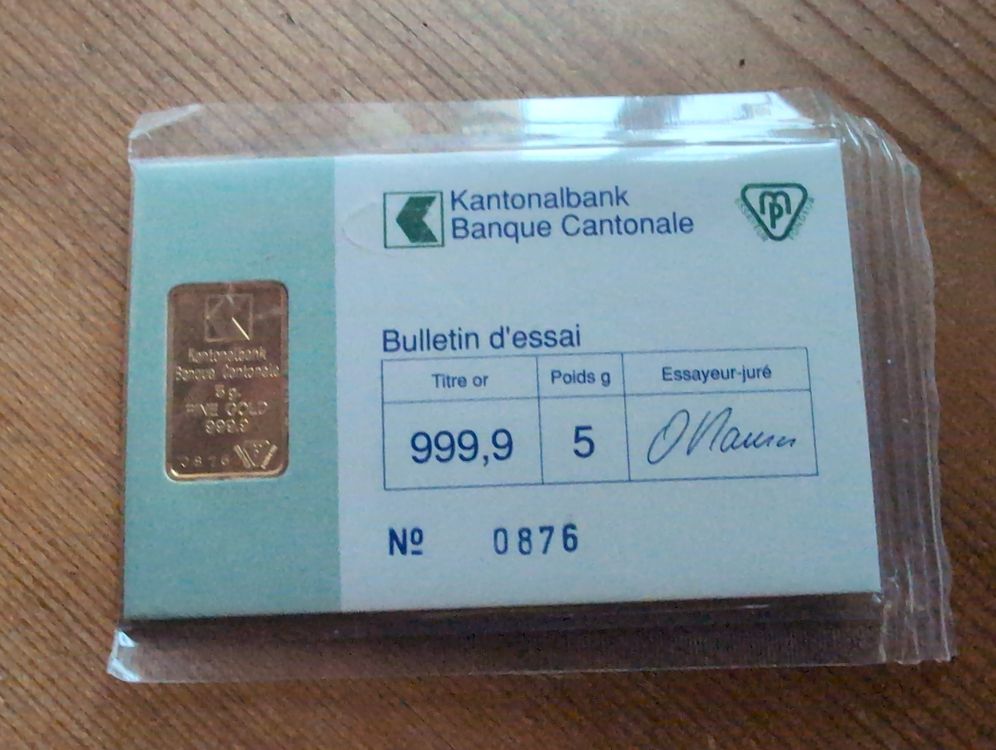 Kantonalbank
Banque Cantonale
mp
Kantonalbank
Banque Cantonale
5 g.
FINE GOLD
999,9
0876
Bulletin d'essai
Titre or
Poids g
Essayeur-juré
999,9
5
Nº 0876